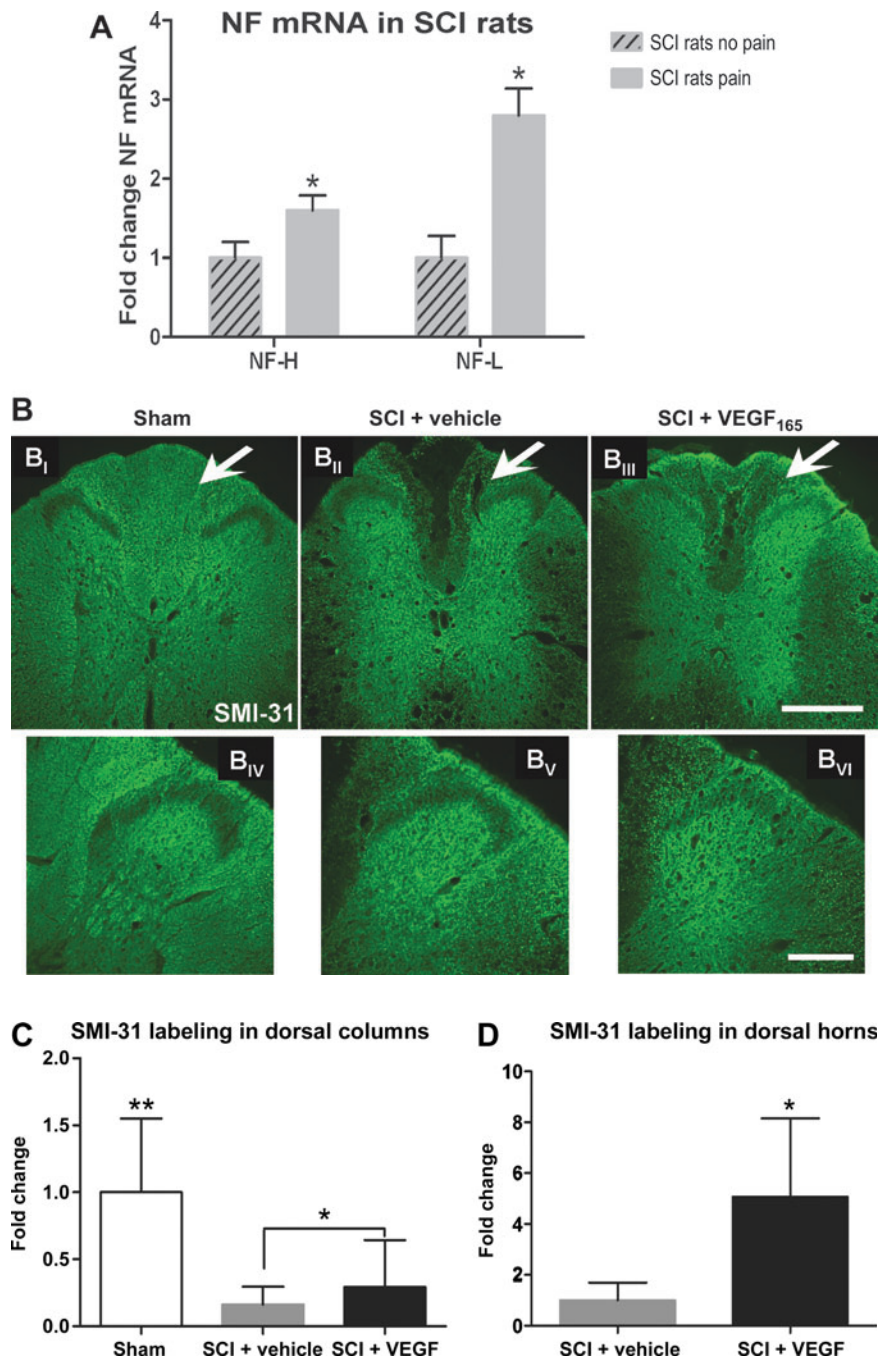 A
NF mRNA in SCI rats
SCI rats no pain
SCI rats pain
Fold change NF mRNA
4
3
2
1
0
*
*
NF-H
NF-L
B
Sham
SCI + vehicle
SCI + VEGF165
BI
BII
BIII
SMI-31
BIV
BV
BVI
C
SMI-31 labeling in dorsal columns
Fold change
2.0
1.5
1.0
0.5
0.0
**
*
Sham
SCI + vehicle
SCI + VEGF
D
SMI-31 labeling in dorsal horns
Fold change
10
8
6
4
2
0
*
SCI + vehicle
SCI + VEGF